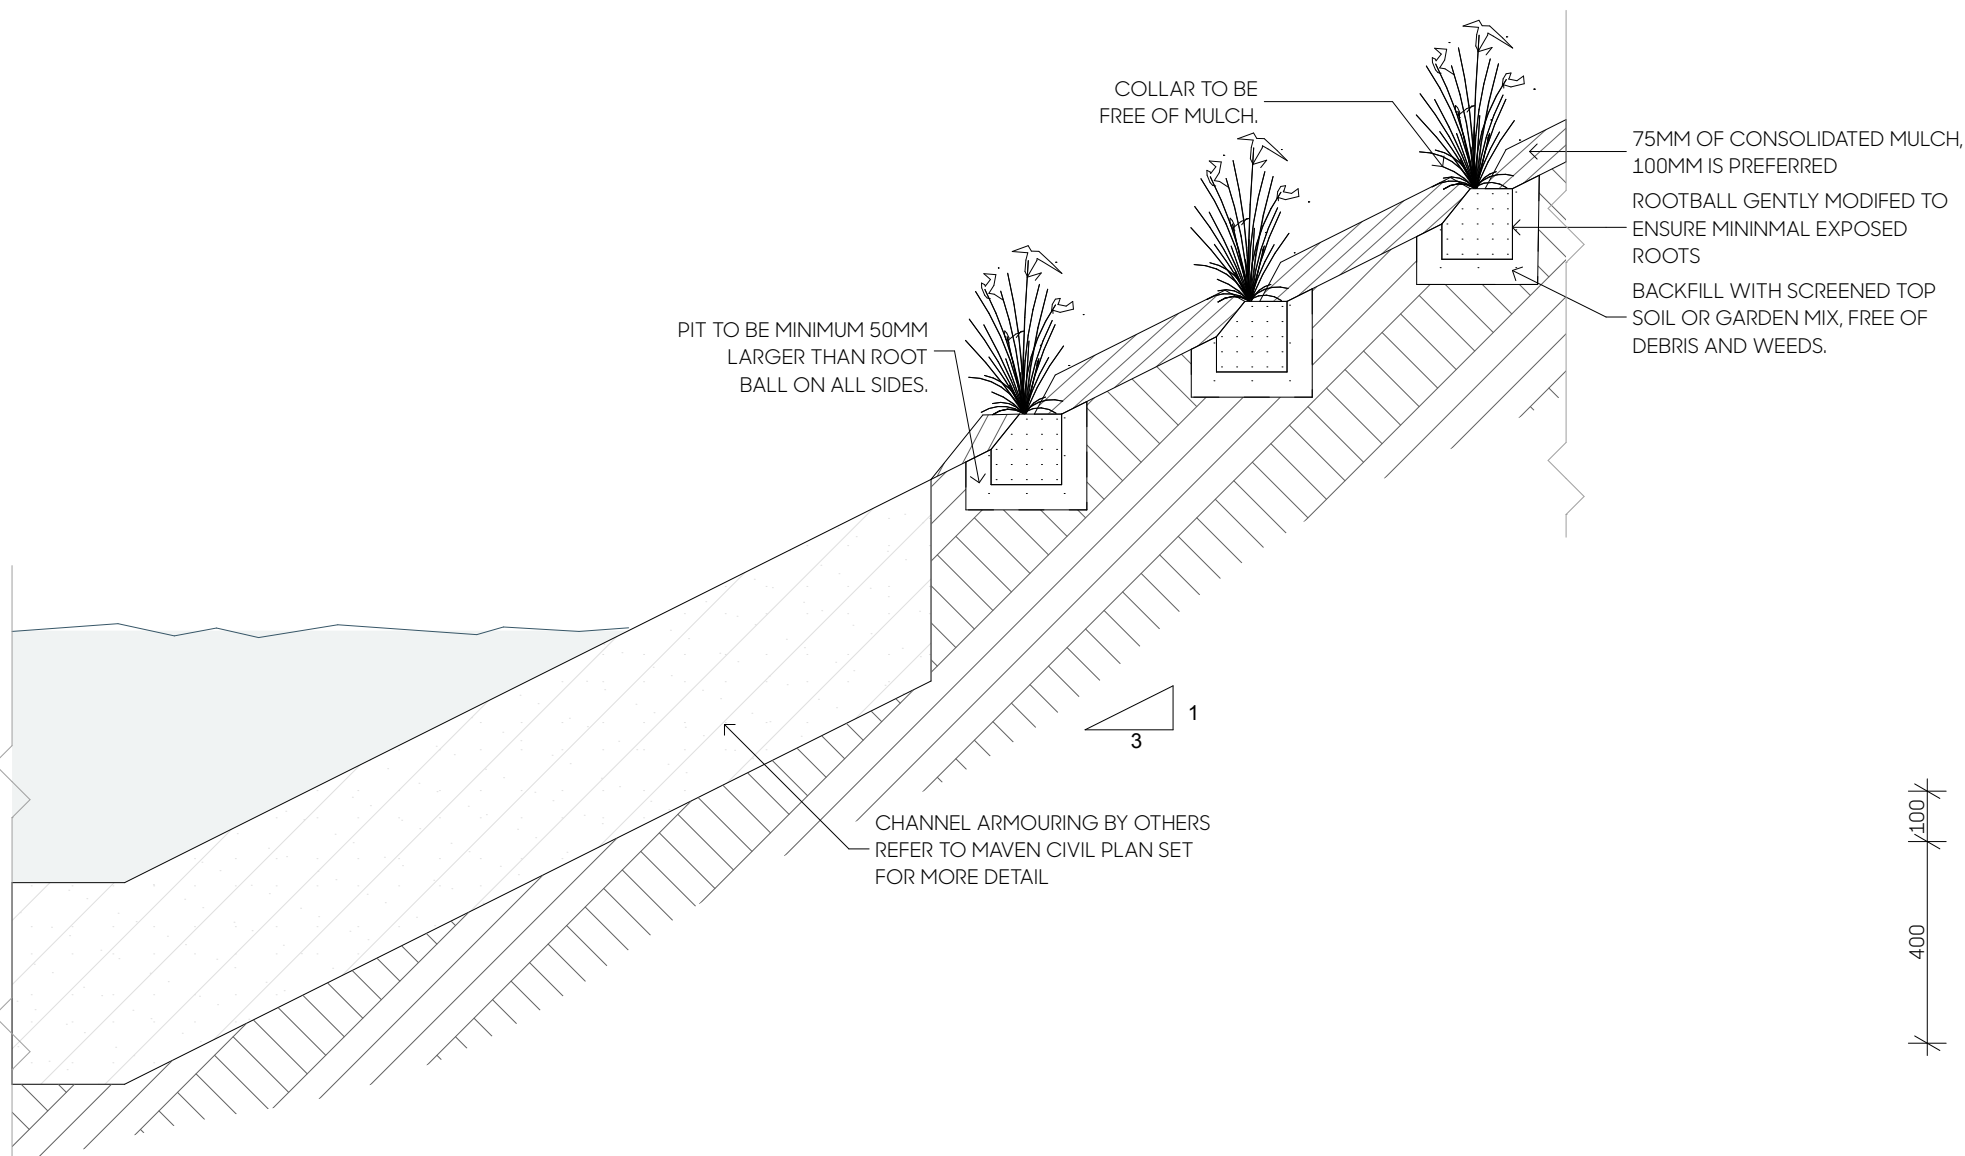 COLLAR TO BE
FREE OF MULCH.
75MM OF CONSOLIDATED MULCH,
100MM IS PREFERRED
ROOTBALL GENTLY MODIFED TO
ENSURE MININMAL EXPOSED
ROOTS
BACKFILL WITH SCREENED TOP
SOIL OR GARDEN MIX, FREE OF
DEBRIS AND WEEDS.
PIT TO BE MINIMUM 50MM
LARGER THAN ROOT
BALL ON ALL SIDES.
1
3
CHANNEL ARMOURING BY OTHERS
REFER TO MAVEN CIVIL PLAN SET
FOR MORE DETAIL
100
400